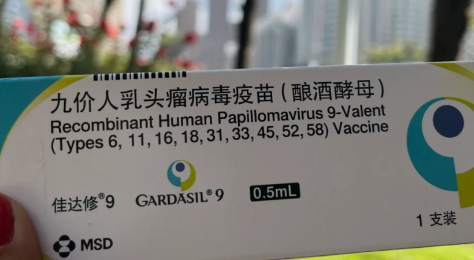 九价人乳头瘤病毒疫苗(酿酒酵母)
Recombinant Human Papillomavirus 9-Valent
(Types 6, 11, 16, 18, 31, 33, 45, 52, 58) Vaccine
佳达修®9 GARDASIL®9 0.5mL
1支装
MSD